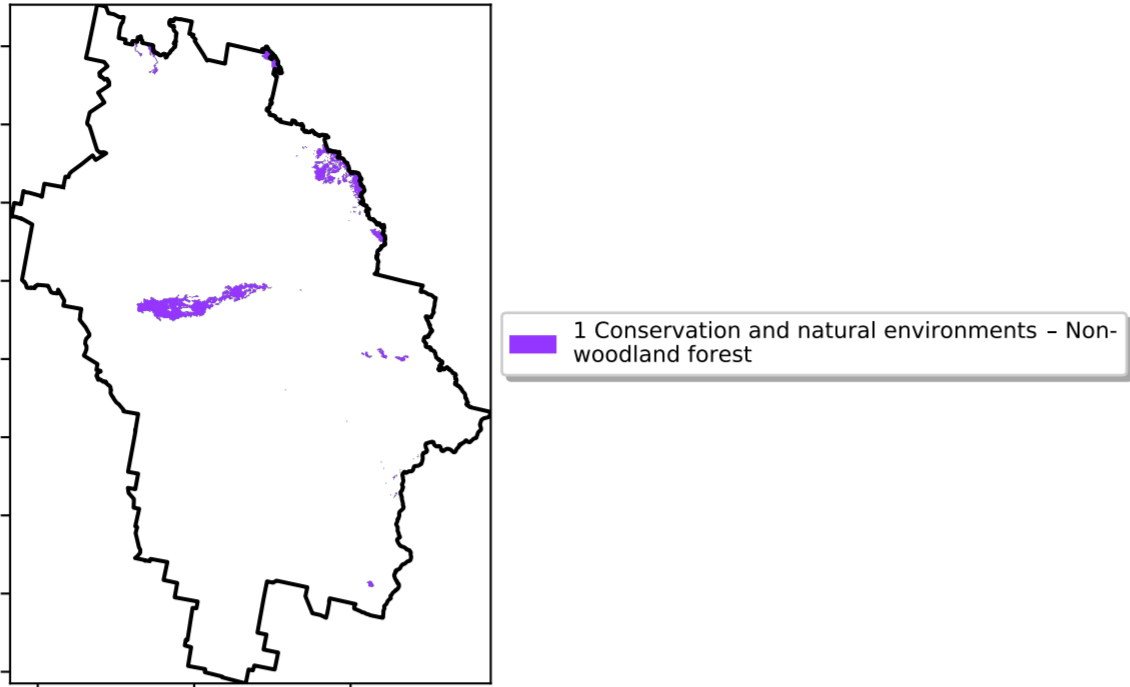 1 Conservation and natural environments – Non-
woodland forest